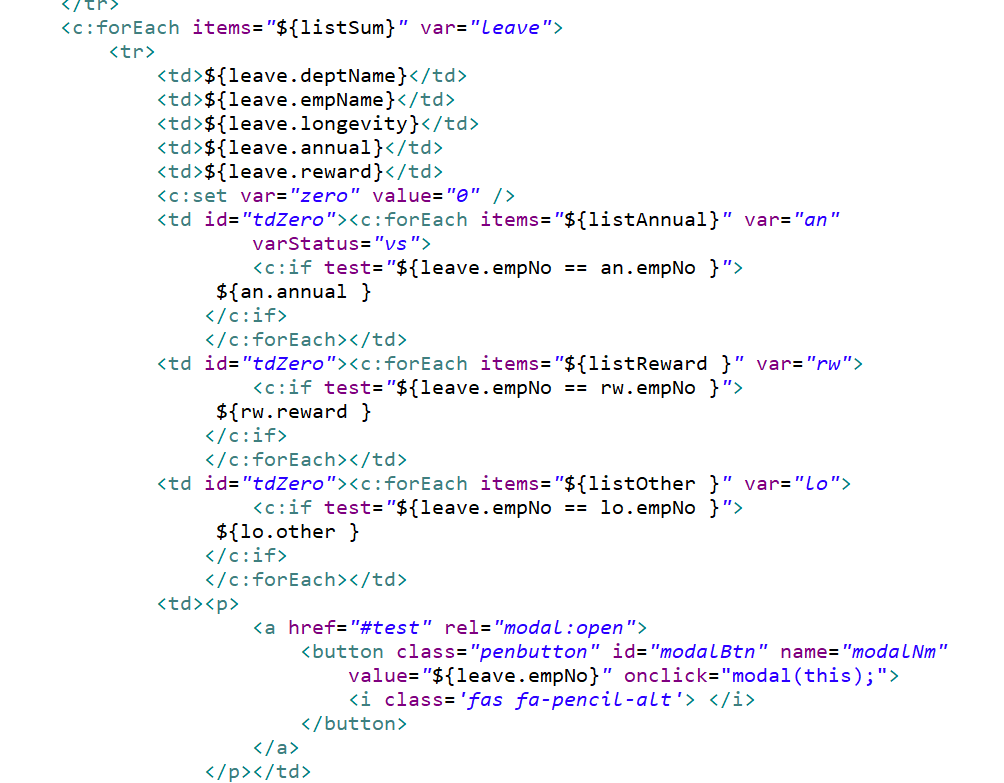 </tr>
<c:forEach items="${listSum}" var="leave">
<tr>
<td>${leave.deptName}</td>
<td>${leave.empName}</td>
<td>${leave.longevity}</td>
<td>${leave.annual}</td>
<td>${leave.reward}</td>
<c:set var="zero" value="0" />
<td id="tdZero"><c:forEach items="${listAnnual}" var="an"
varStatus="vs">
<c:if test="${leave.empNo == an.empNo }">
${an.annual }
</c:if>
</c:forEach></td>
<td id="tdZero"><c:forEach items="${listReward }" var="rw">
<c:if test="${leave.empNo == rw.empNo }">
${rw.reward }
</c:if>
</c:forEach></td>
<td id="tdZero"><c:forEach items="${listOther }" var="lo">
<c:if test="${leave.empNo == lo.empNo }">
${lo.other }
</c:if>
</c:forEach></td>
<td><p>
<a href="#test" rel="modal:open">
<button class="penbutton" id="modalBtn" name="modalNm"
value="${leave.empNo}" onclick="modal(this);">
<i class='fas fa-pencil-alt'> </i>
</button>
</a>
</p></td>